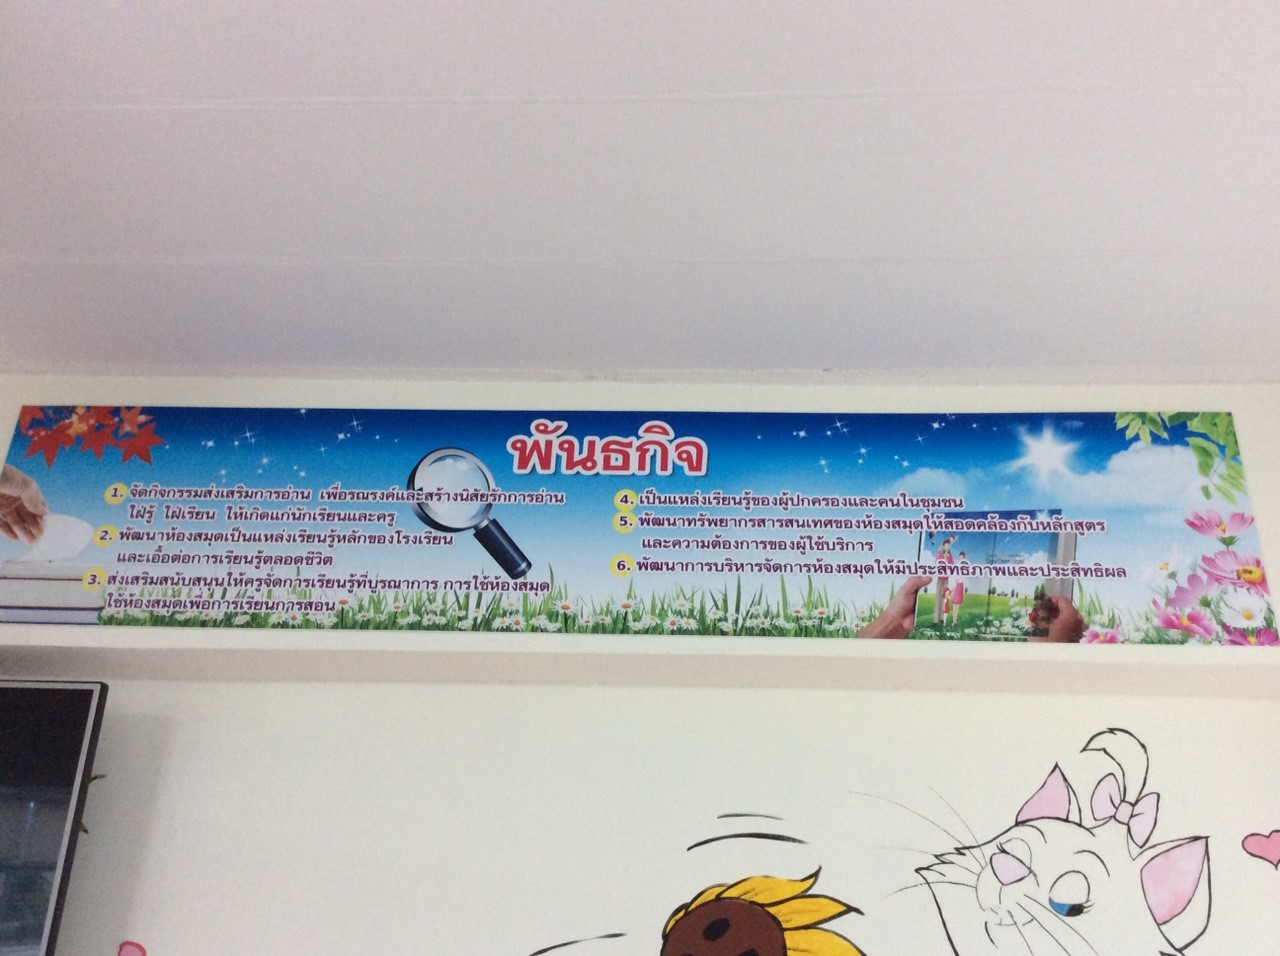 พันธกิจ
1. จัดกิจกรรมส่งเสริมการอ่าน เพื่อรณรงค์และสร้างนิสัยรักการอ่าน
ใฝ่รู้ ใฝ่เรียน ให้เกิดแก่นักเรียนและครู
2. พัฒนาห้องสมุดเป็นแหล่งเรียนรู้หลักของโรงเรียน
และเอื้อต่อการเรียนรู้ตลอดชีวิต
3. ส่งเสริมสนับสนุนให้ครูจัดการเรียนรู้ที่บูรณาการ การใช้ห้องสมุด
ใช้ห้องสมุดเพื่อการเรียนการสอน
4. เป็นแหล่งเรียนรู้ของผู้ปกครองและคนในชุมชน
5. พัฒนาทรัพยากรสารสนเทศของห้องสมุดให้สอดคล้องกับหลักสูตร
และความต้องการของผู้ใช้บริการ
6. พัฒนาการบริหารจัดการห้องสมุดให้มีประสิทธิภาพและประสิทธิผล